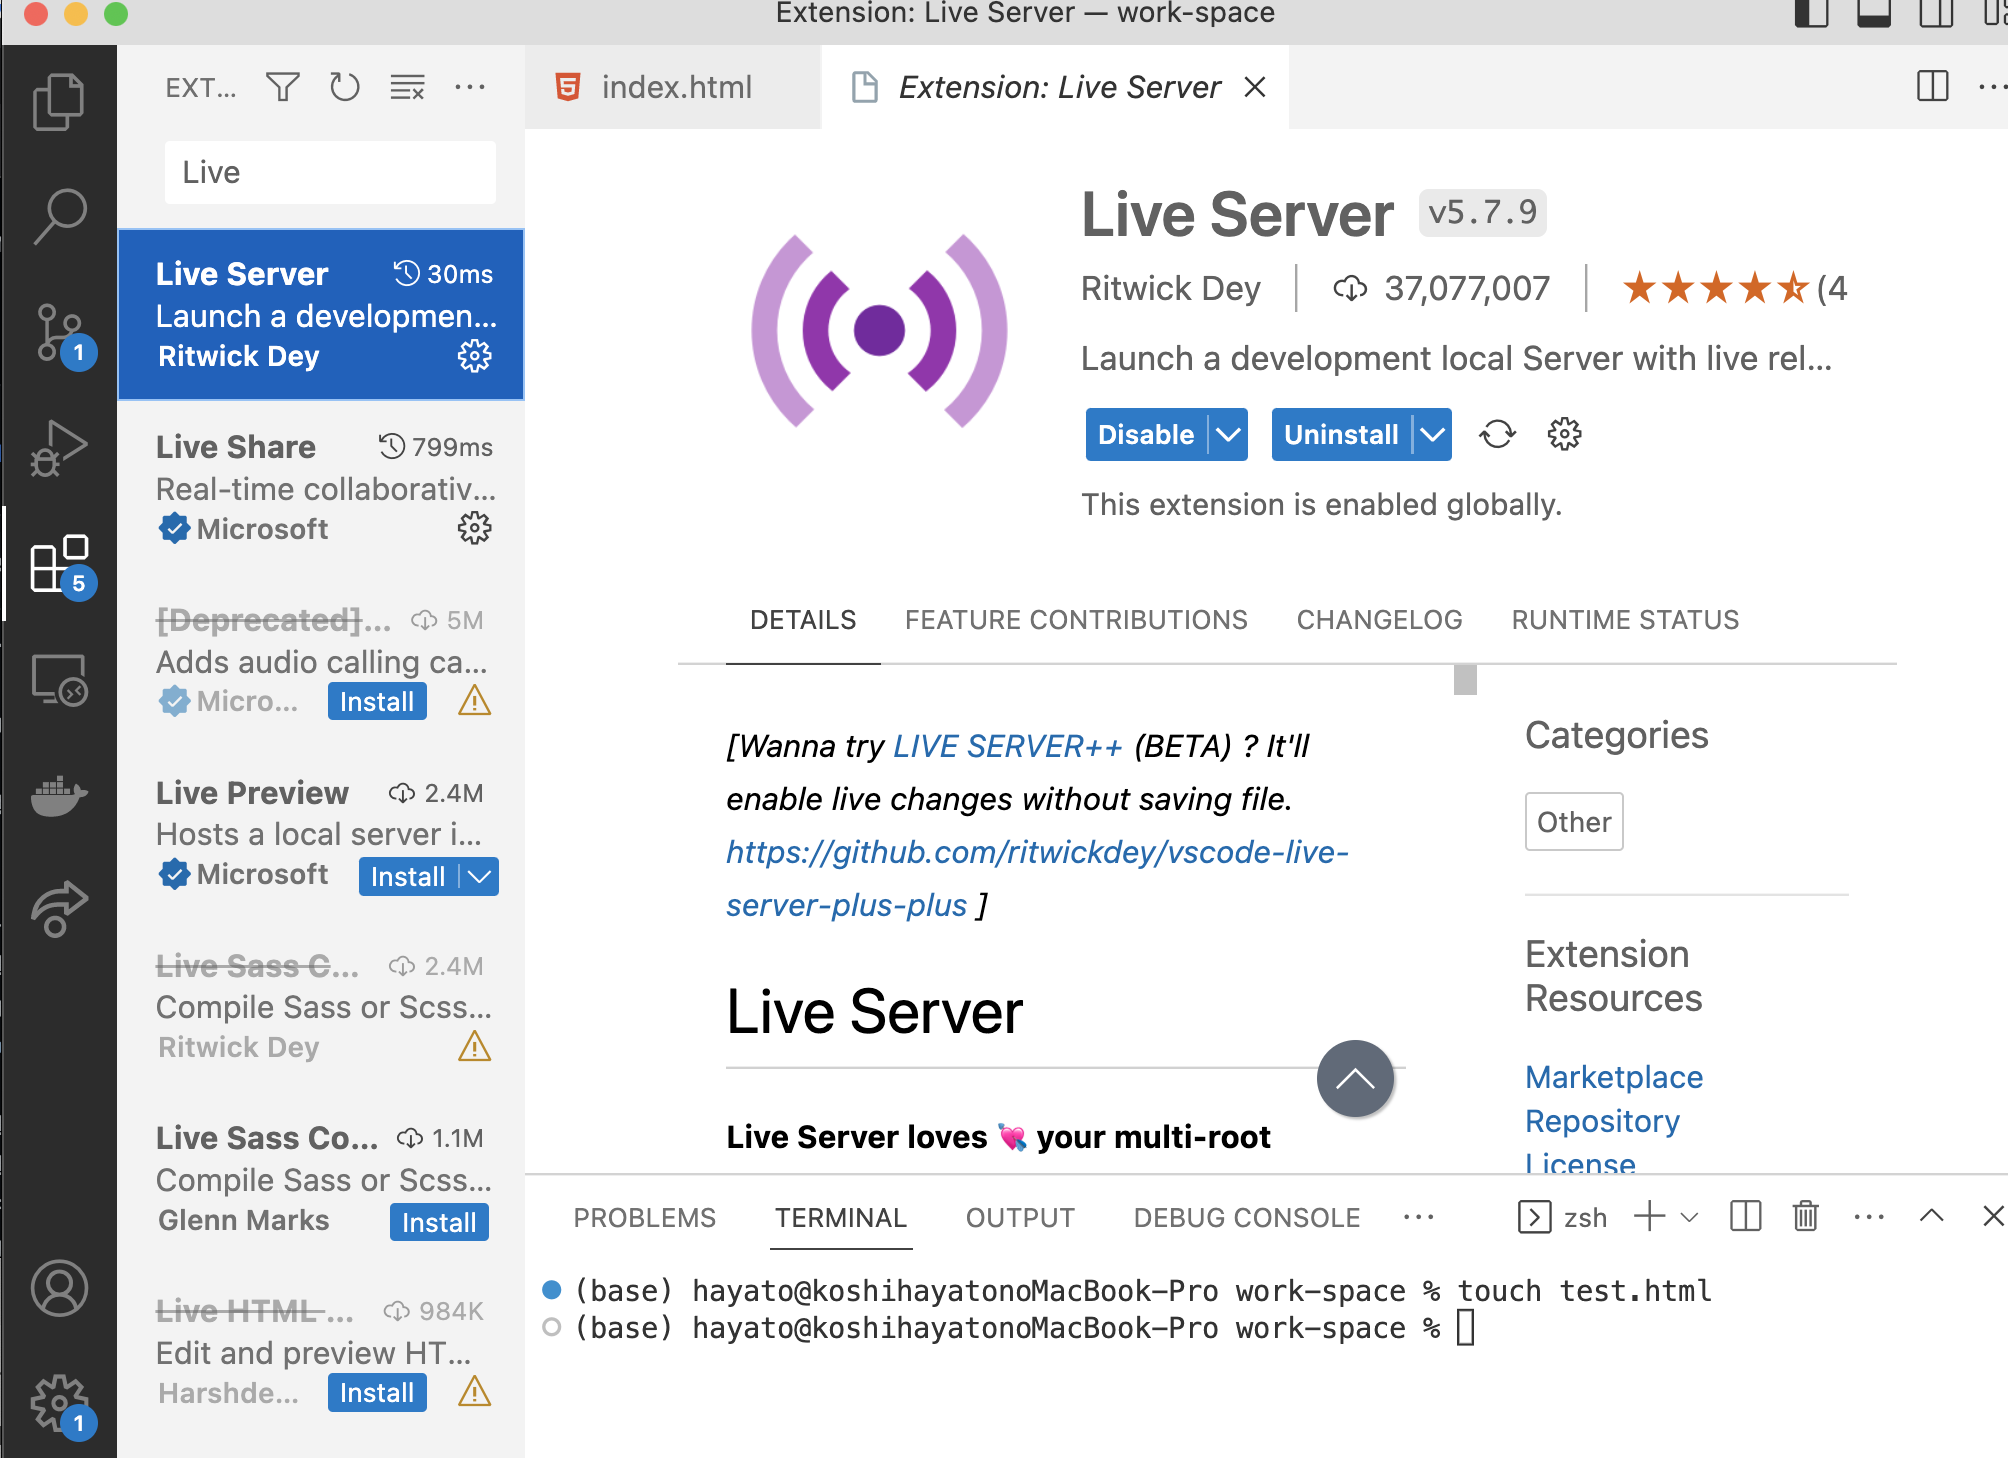 Extension: Live Server — work-space
EXT...
index.html
Extension: Live Server
Live
Live Server 30ms
Launch a developmen...
Ritwick Dey
Live Share 799ms
Real-time collaborativ...
Microsoft
[Deprecated]... 5M
Adds audio calling ca...
Micro... Install
Live Preview 2.4M
Hosts a local server i...
Microsoft Install
Live Sass C... 2.4M
Compile Sass or Scss...
Ritwick Dey
Live Sass Co... 1.1M
Compile Sass or Scss...
Glenn Marks Install
Live HTML ... 984K
Edit and preview HT...
Harshde... Install
1
5
1
Live Server v5.7.9
Ritwick Dey 37,077,007 (4
Launch a development local Server with live rel...
Disable Uninstall
This extension is enabled globally.
DETAILS FEATURE CONTRIBUTIONS CHANGELOG RUNTIME STATUS
[Wanna try LIVE SERVER++ (BETA) ? It'll
enable live changes without saving file.
https://github.com/ritwickdey/vscode-live-
server-plus-plus ]
Live Server
Live Server loves 💘 your multi-root
Categories
Other
Extension
Resources
Marketplace
Repository
License
PROBLEMS TERMINAL OUTPUT DEBUG CONSOLE ... zsh
(base) hayato@koshihayatonoMacBook-Pro work-space % touch test.html
(base) hayato@koshihayatonoMacBook-Pro work-space %